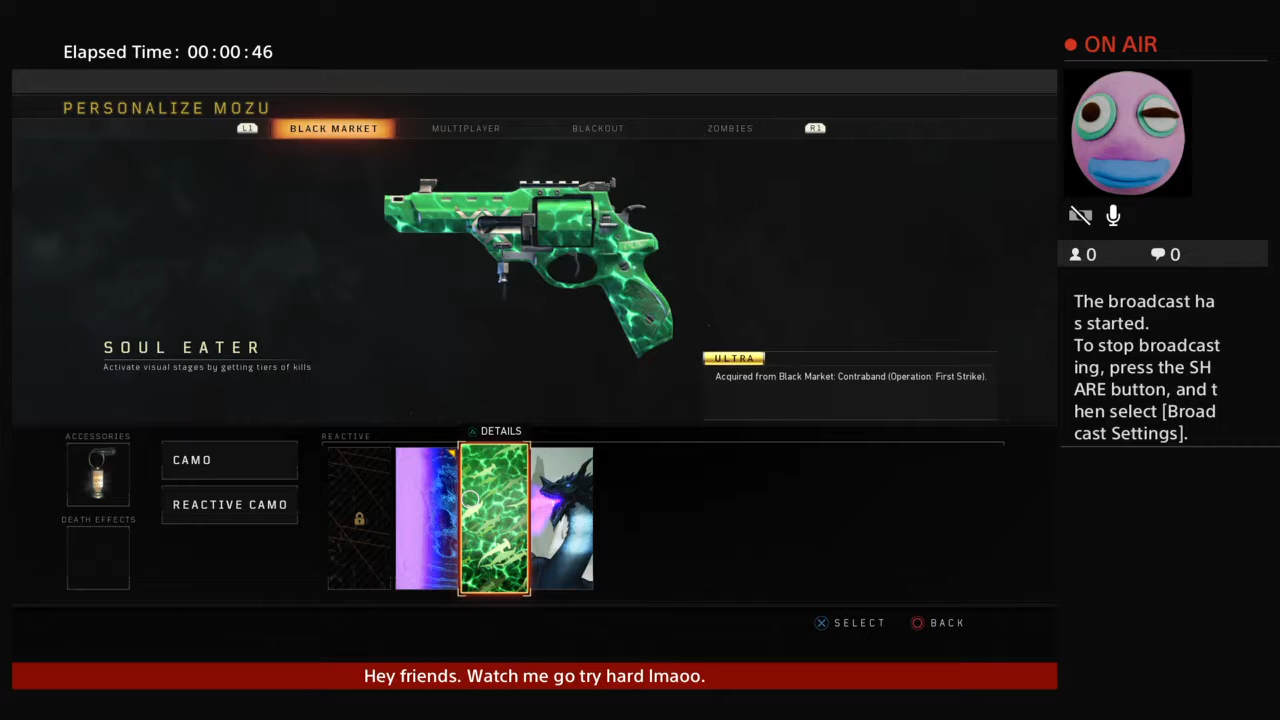 Elapsed Time: 00:00:46
ON AIR
PERSONALIZE MOZU
L1
BLACK MARKET
MULTIPLAYER
BLACKOUT
ZOMBIES
R1
SOUL EATER
Activate visual stages by getting tiers of kills
ULTRA
Acquired from Black Market: Contraband (Operation: First Strike).
0
0
The broadcast ha
s started.
To stop broadcast
ing, press the SH
ARE button, and t
hen select [Broad
cast Settings].
DETAILS
ACCESSORIES
REACTIVE
CAMO
REACTIVE CAMO
DEATH EFFECTS
SELECT
BACK
Hey friends. Watch me go try hard lmaoo.